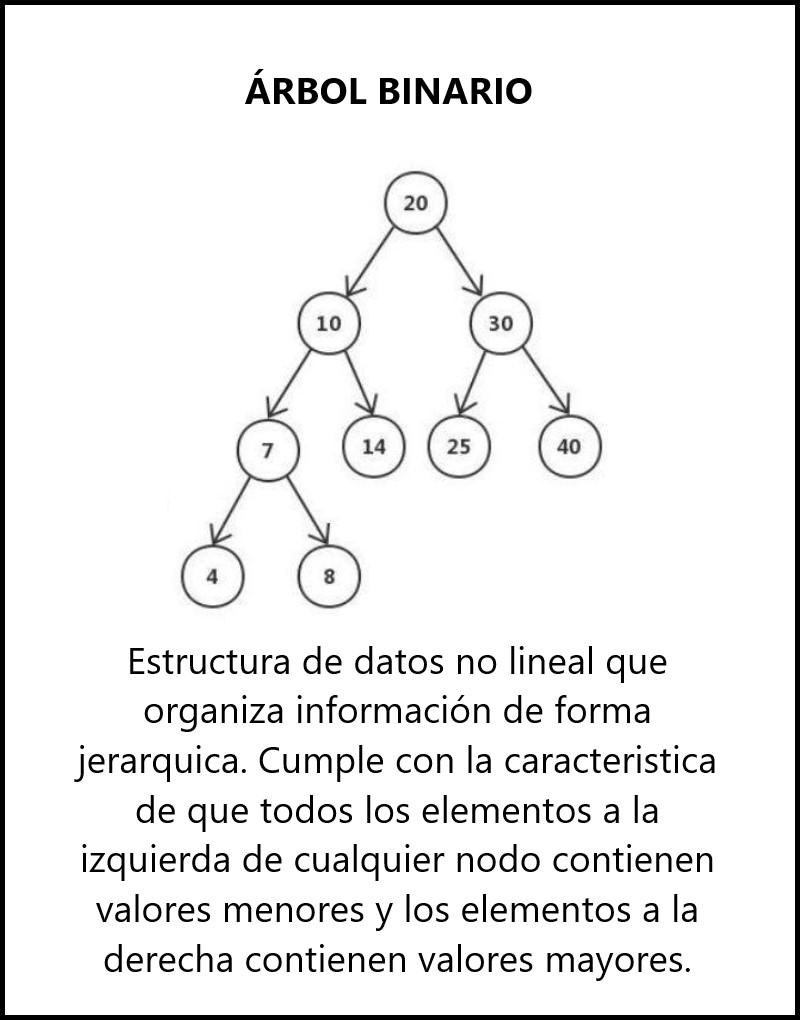 ÁRBOL BINARIO
20
10 30
7 14 25 40
4 8
Estructura de datos no lineal que
organiza información de forma
jerarquica. Cumple con la caracteristica
de que todos los elementos a la
izquierda de cualquier nodo contienen
valores menores y los elementos a la
derecha contienen valores mayores.